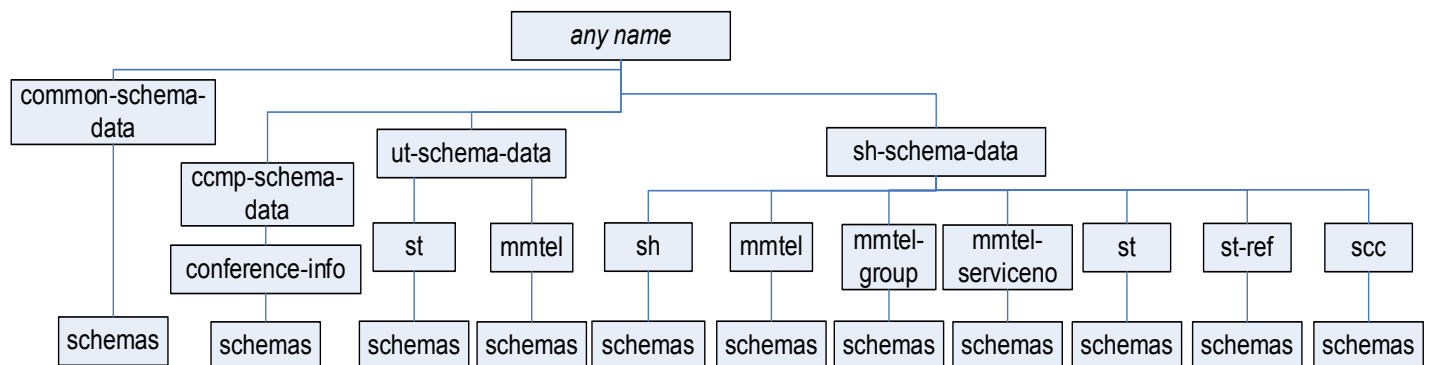 any name
common-schema-
data
ut-schema-data
sh-schema-data
ccmp-schema-
data
st
mmtel
sh
mmtel
mmtel-
group
mmtel-
serviceno
st
st-ref
scc
conference-info
schemas
schemas
schemas
schemas
schemas
schemas
schemas
schemas
schemas
schemas
schemas